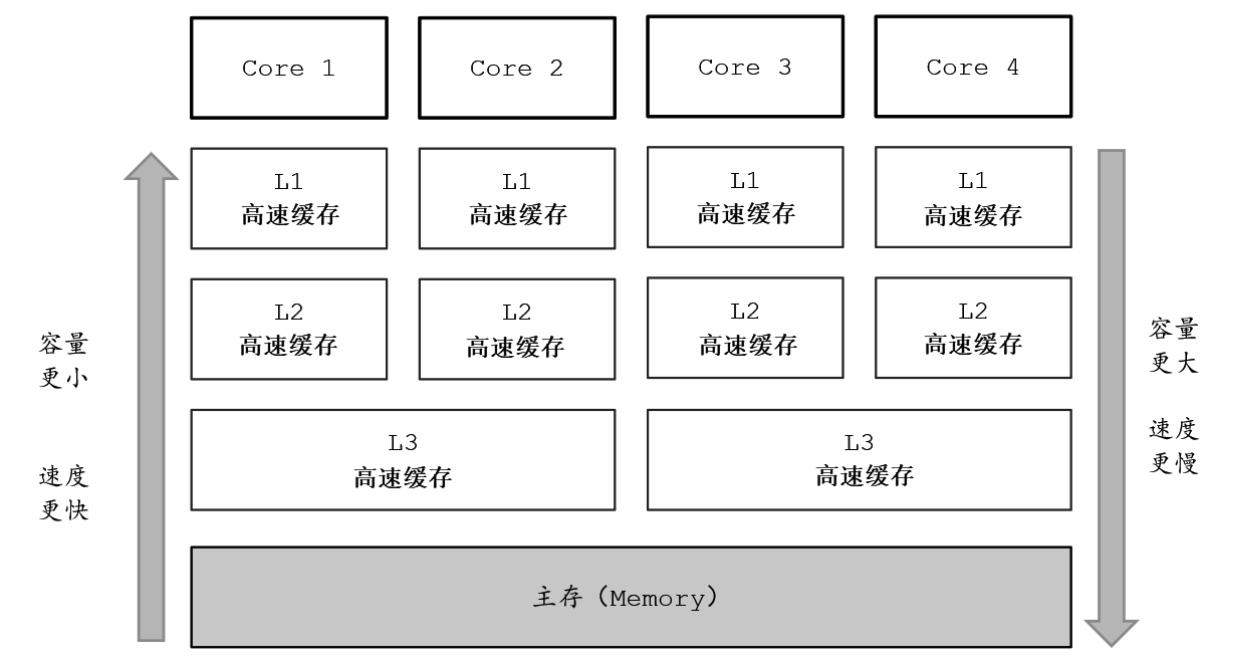 Core 1
Core 2
Core 3
Core 4
L1
高速缓存
L1
高速缓存
L1
高速缓存
L1
高速缓存
L2
高速缓存
L2
高速缓存
L2
高速缓存
L2
高速缓存
容量
更小
速度
更快
容量
更大
速度
更慢
L3
高速缓存
L3
高速缓存
主存（Memory）